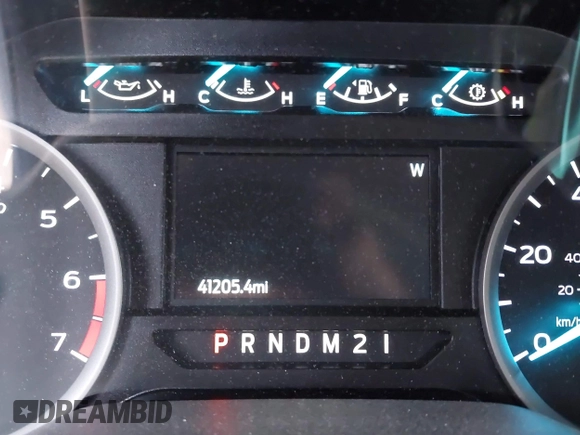 L H C H E F C H
W
5
6
7
41205.4mi
P R N D M 2 1
20
0
40
20
km/h
DREAMBID